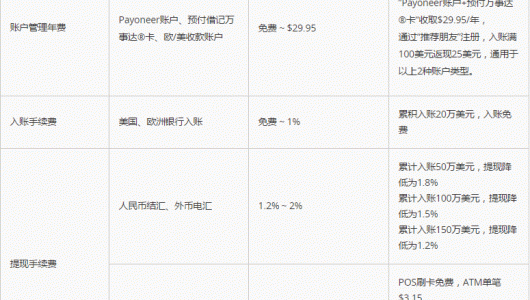 "Payoneer账户+预付万事达
账户管理年费
Payoneer账户、预付借记万
事达®卡、欧/美收款账户
免费 ~ $29.95
®卡"收取$29.95/年，
通过"推荐朋友"注册，入账满
100美元返现25美元，通用于
以上2种账户类型。
入账手续费
美国、欧洲银行入账
免费 ~ 1%
累积入账20万美元，入账免
费
提现手续费
人民币结汇、外币电汇
1.2% ~ 2%
累计入账50万美元，提现降
低为1.8%
累计入账100万美元，提现降
低为1.5%
累计入账150万美元，提现降
低为1.2%
POS刷卡免费，ATM单笔
$3.15